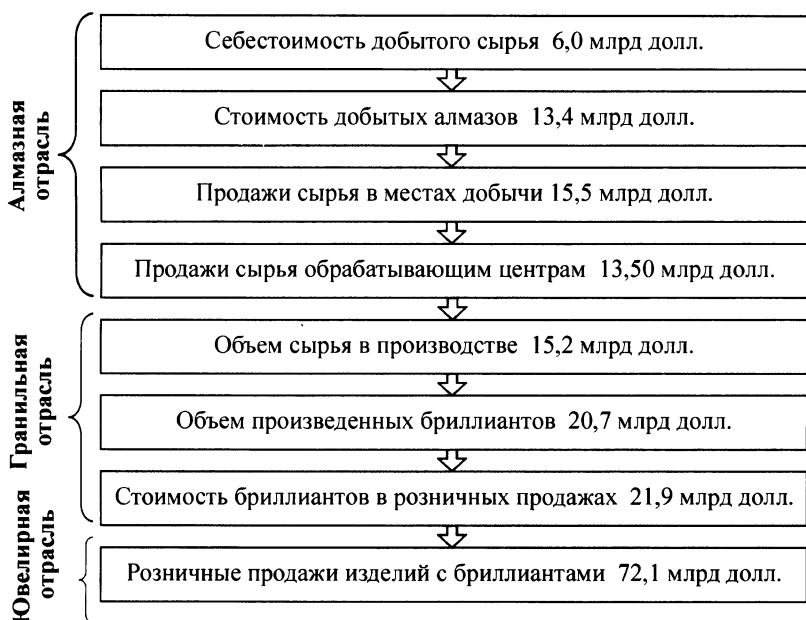 Алмазная
отрасль
Себестоимость добытого сырья 6,0 млрд долл.
Стоимость добытых алмазов 13,4 млрд долл.
Продажи сырья в местах добычи 15,5 млрд долл.
Продажи сырья обрабатывающим центрам 13,50 млрд долл.
Гранильная
отрасль
Объем сырья в производстве 15,2 млрд долл.
Объем произведенных бриллиантов 20,7 млрд долл.
Стоимость бриллиантов в розничных продажах 21,9 млрд долл.
Ювелирная
отрасль
Розничные продажи изделий с бриллиантами 72,1 млрд долл.